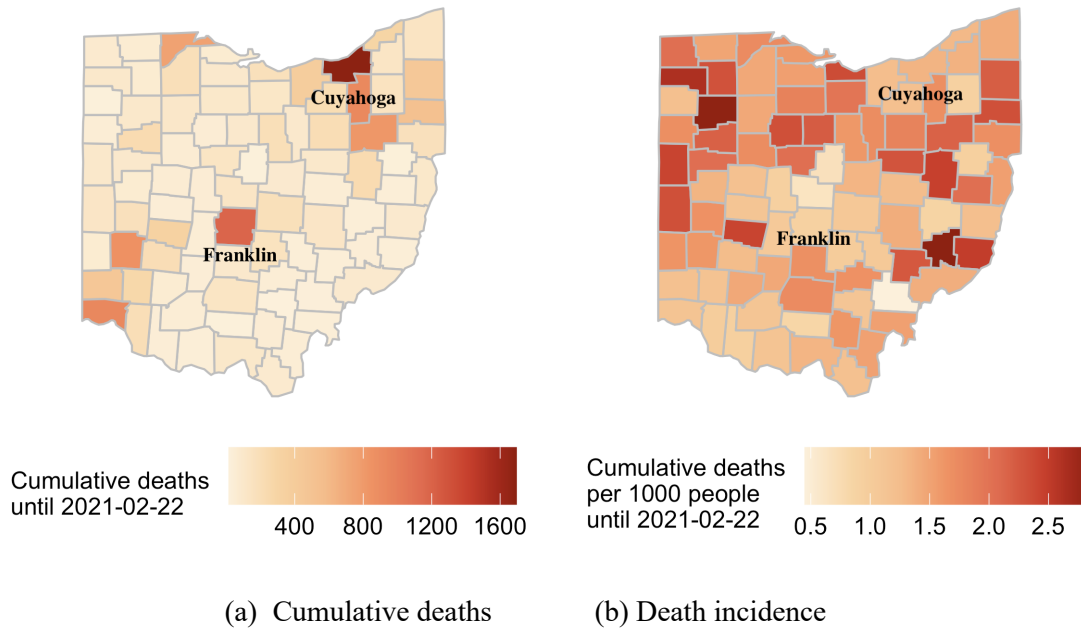 Cuyahoga
Franklin
Cumulative deaths
until 2021-02-22
400 800 1200 1600
Cuyahoga
Franklin
Cumulative deaths
per 1000 people
until 2021-02-22
0.5 1.0 1.5 2.0 2.5
(a) Cumulative deaths
(b) Death incidence